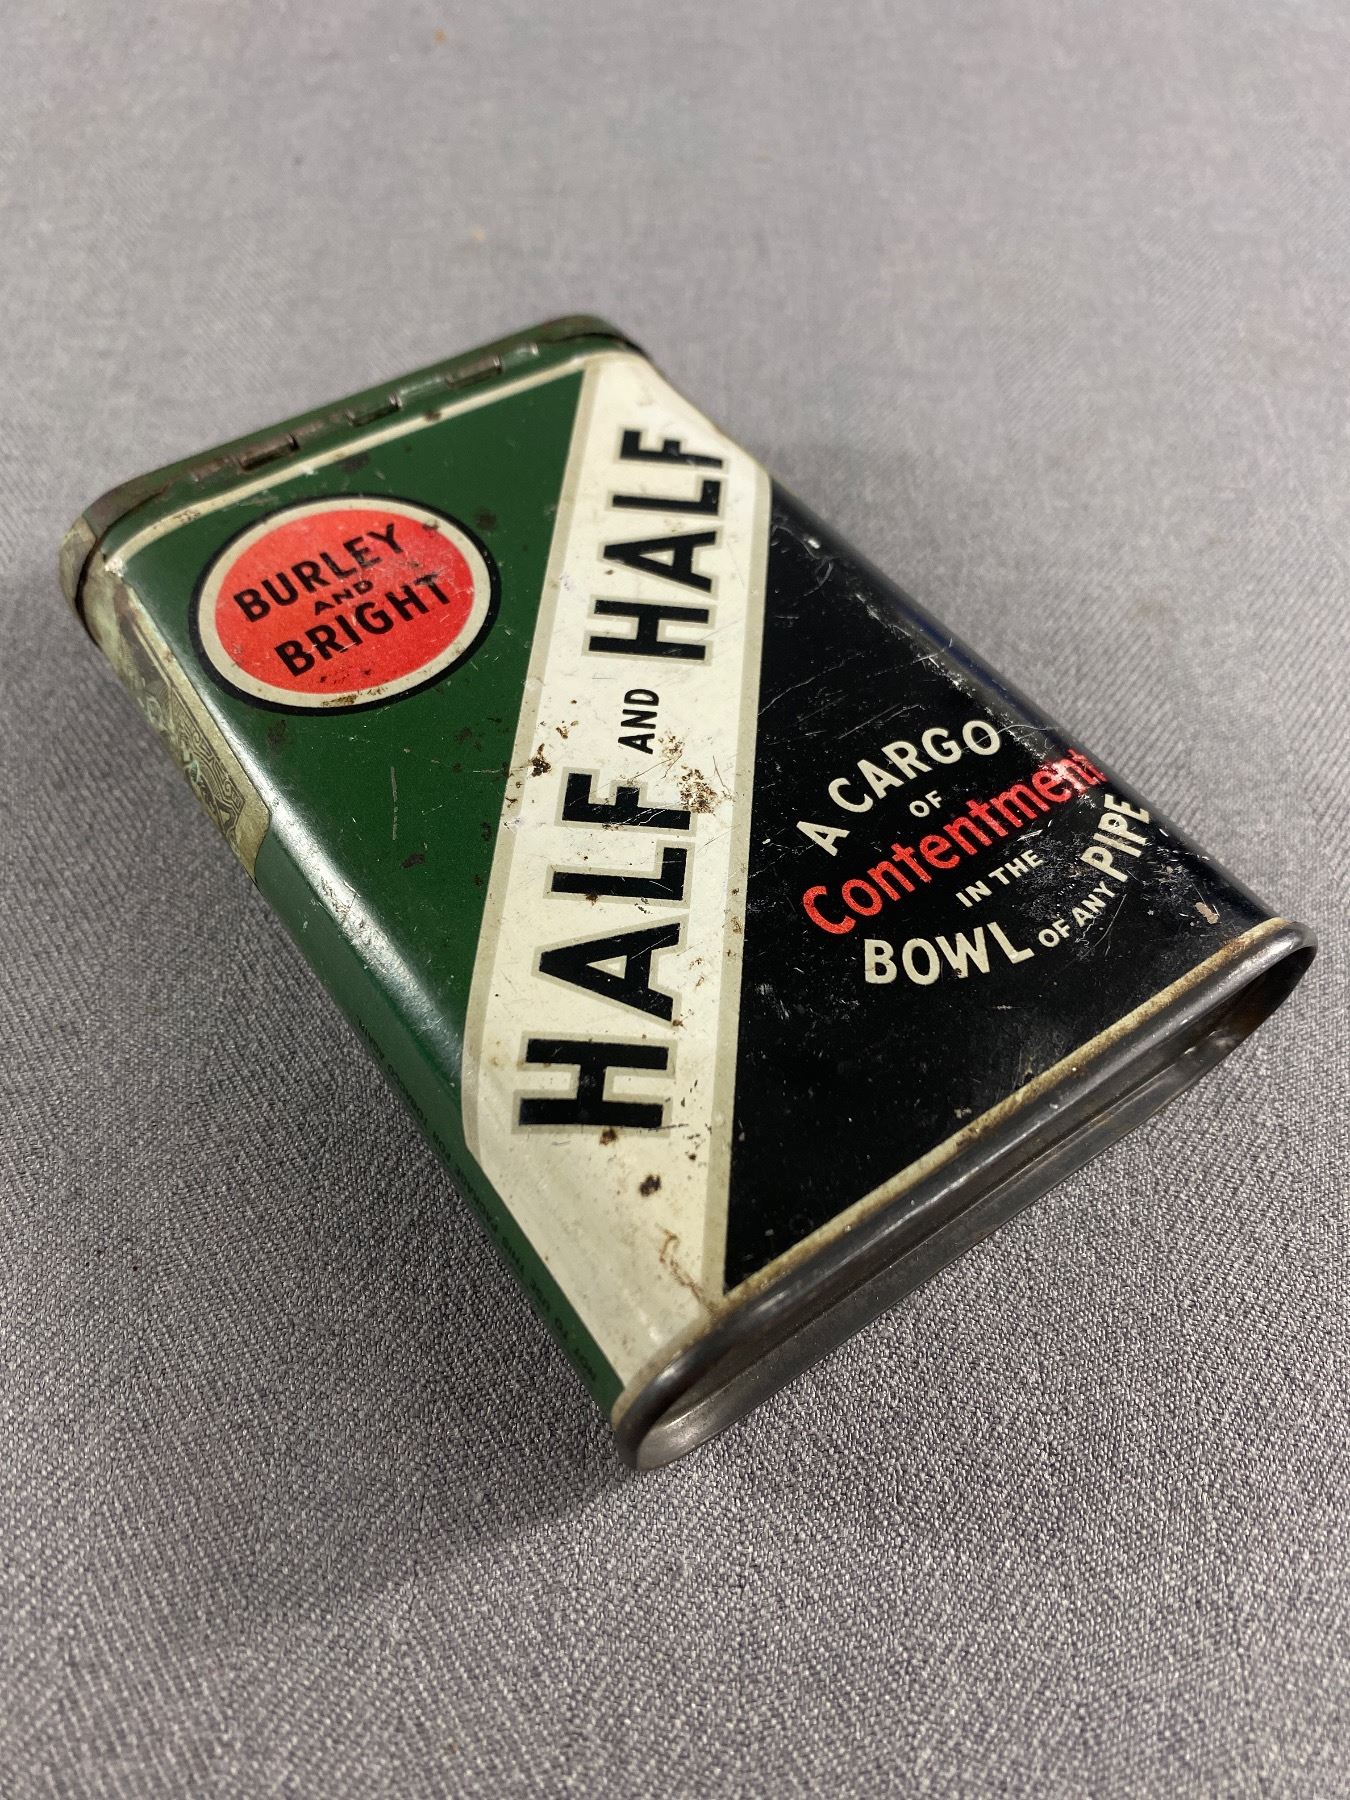 BURLEY
AND
BRIGHT
HALF AND HALF
A CARGO
OF
Contentment
IN THE
BOWL OF ANY PIPE